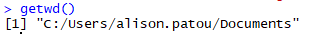 > getwd()
[1] "C:/Users/alison.patou/Documents"